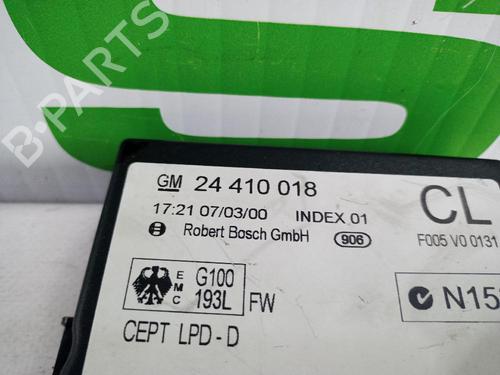 B-PARTS
GM 24 410 018
17:21 07/03/00 INDEX 01
Robert Bosch GmbH 906
CL
F005 V0 0131
EMC G100
193L FW
CEPT LPD - D